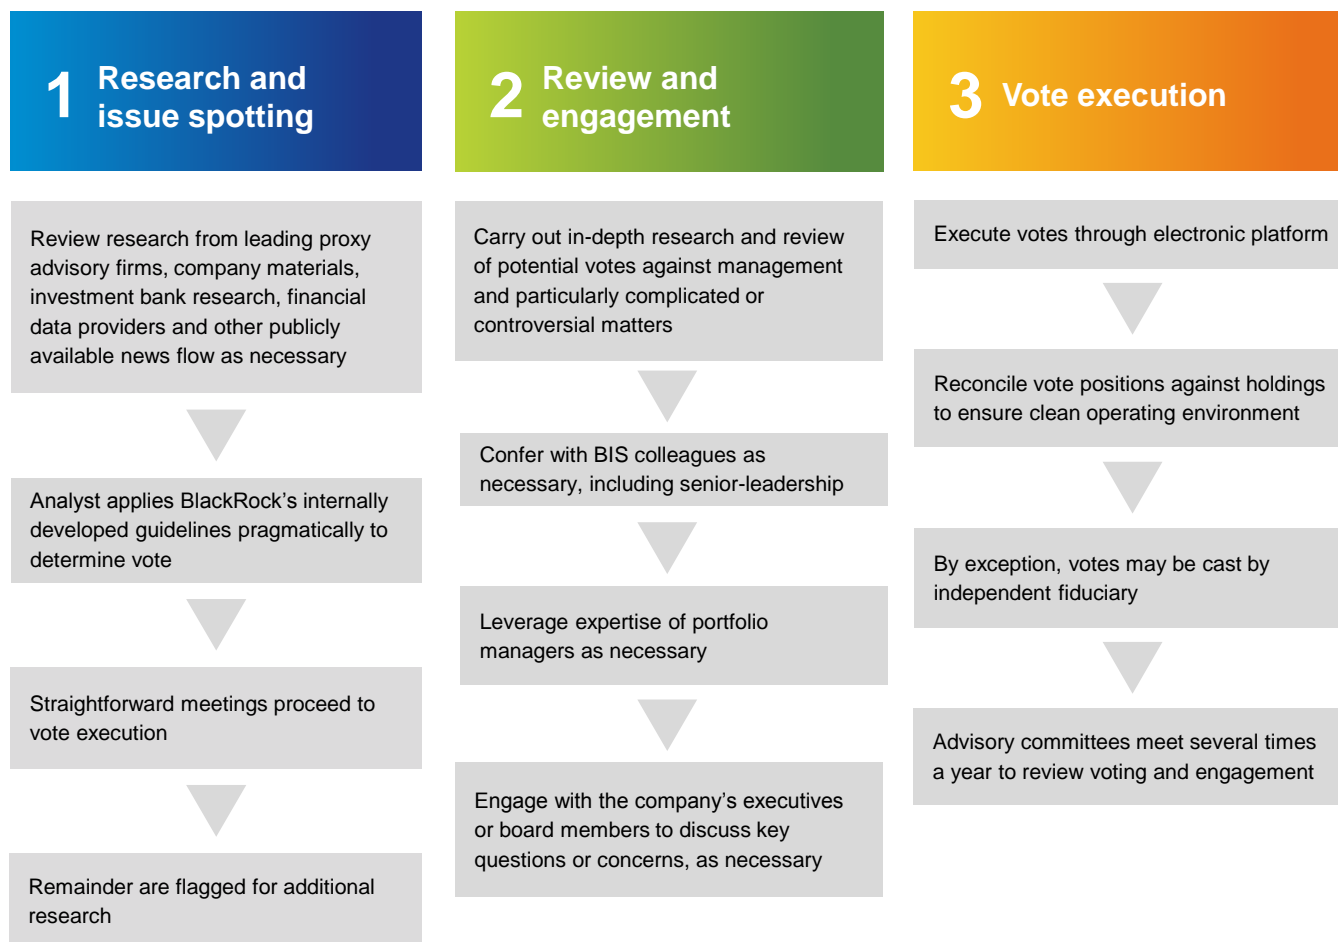 1
Research and
issue spotting
Review research from leading proxy
advisory firms, company materials,
investment bank research, financial
data providers and other publicly
available news flow as necessary
Analyst applies BlackRock’s internally
developed guidelines pragmatically to
determine vote
Straightforward meetings proceed to
vote execution
Remainder are flagged for additional
research
2
Review and
engagement
Carry out in-depth research and review
of potential votes against management
and particularly complicated or
controversial matters
Confer with BIS colleagues as
necessary, including senior-leadership
Leverage expertise of portfolio
managers as necessary
Engage with the company’s executives
or board members to discuss key
questions or concerns, as necessary
3 Vote execution
Execute votes through electronic platform
Reconcile vote positions against holdings
to ensure clean operating environment
By exception, votes may be cast by
independent fiduciary
Advisory committees meet several times
a year to review voting and engagement